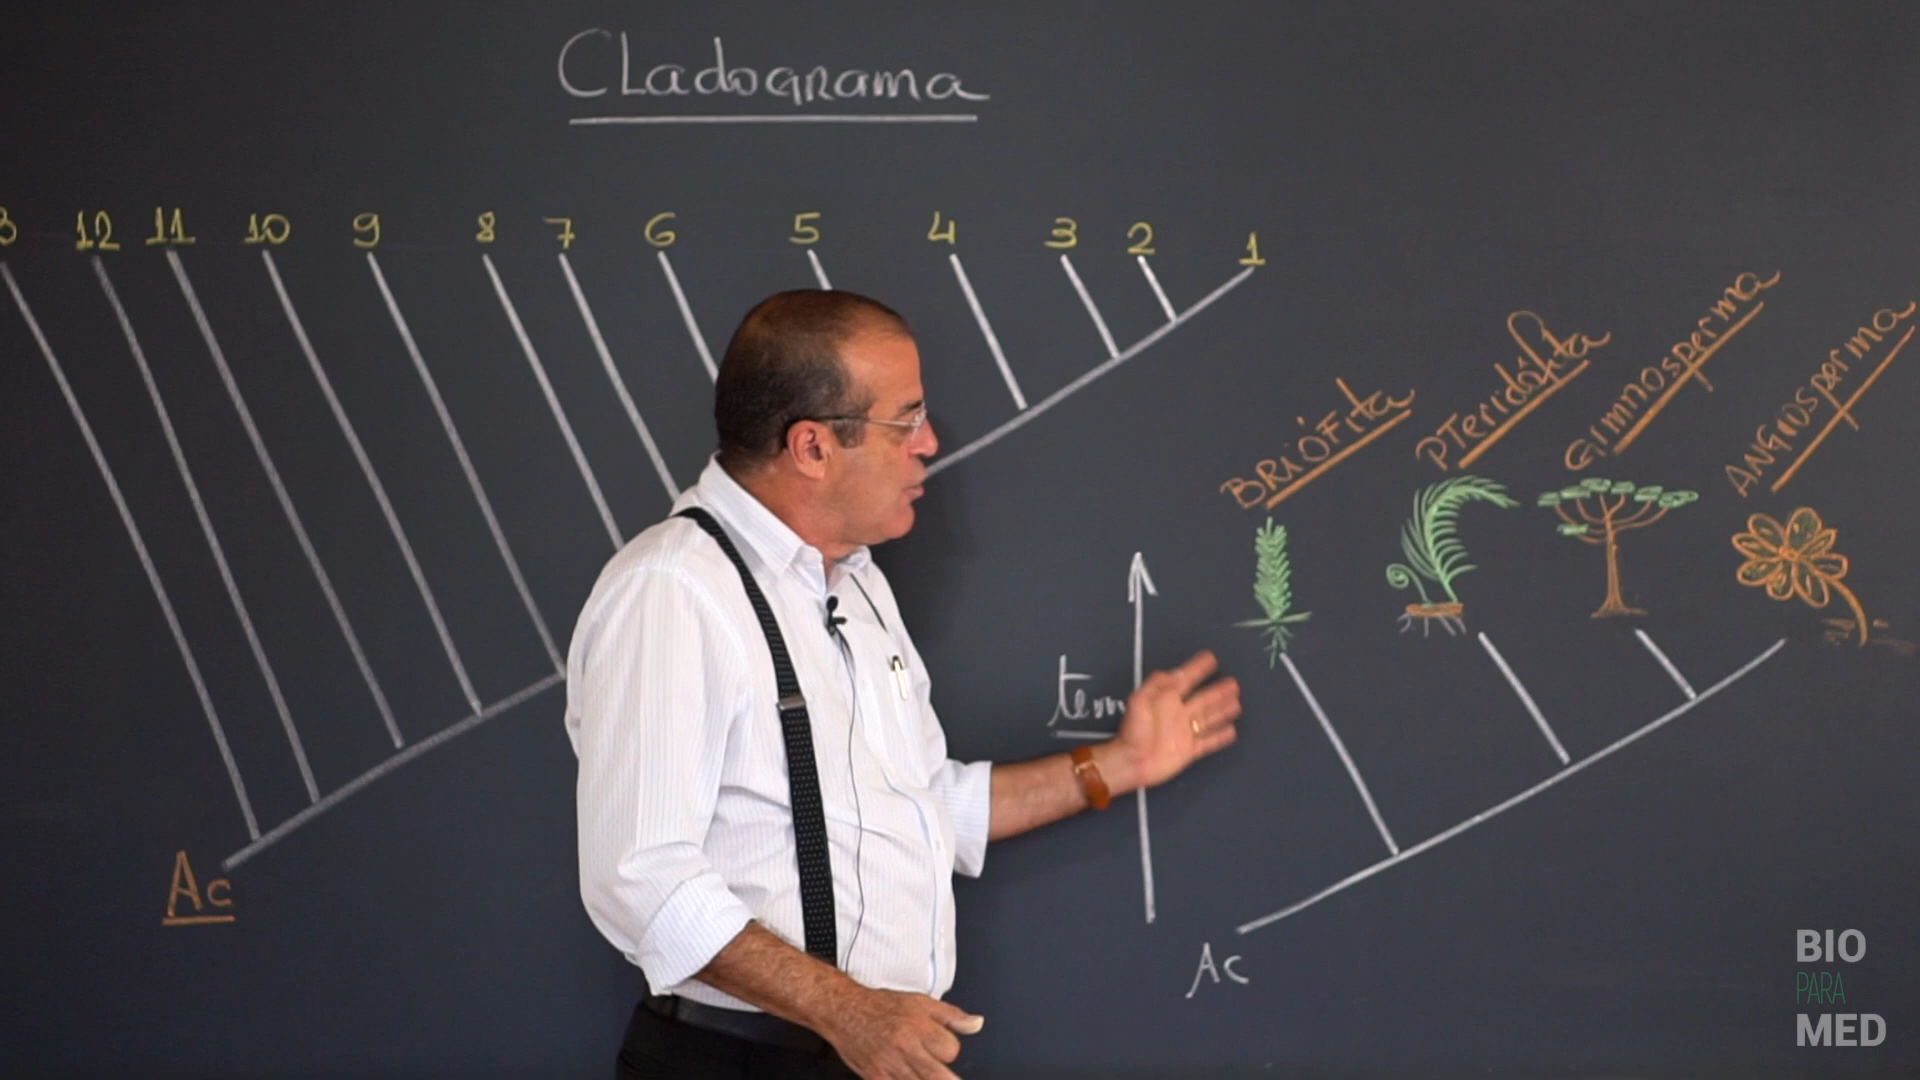 Cladograma
12 11 10 9 8 7 6 5 4 3 2 1
BRIÓFita
PTeridófita
Gimnosperma
ANGiosperma
Ac
Ac
BIO
PARA
MED